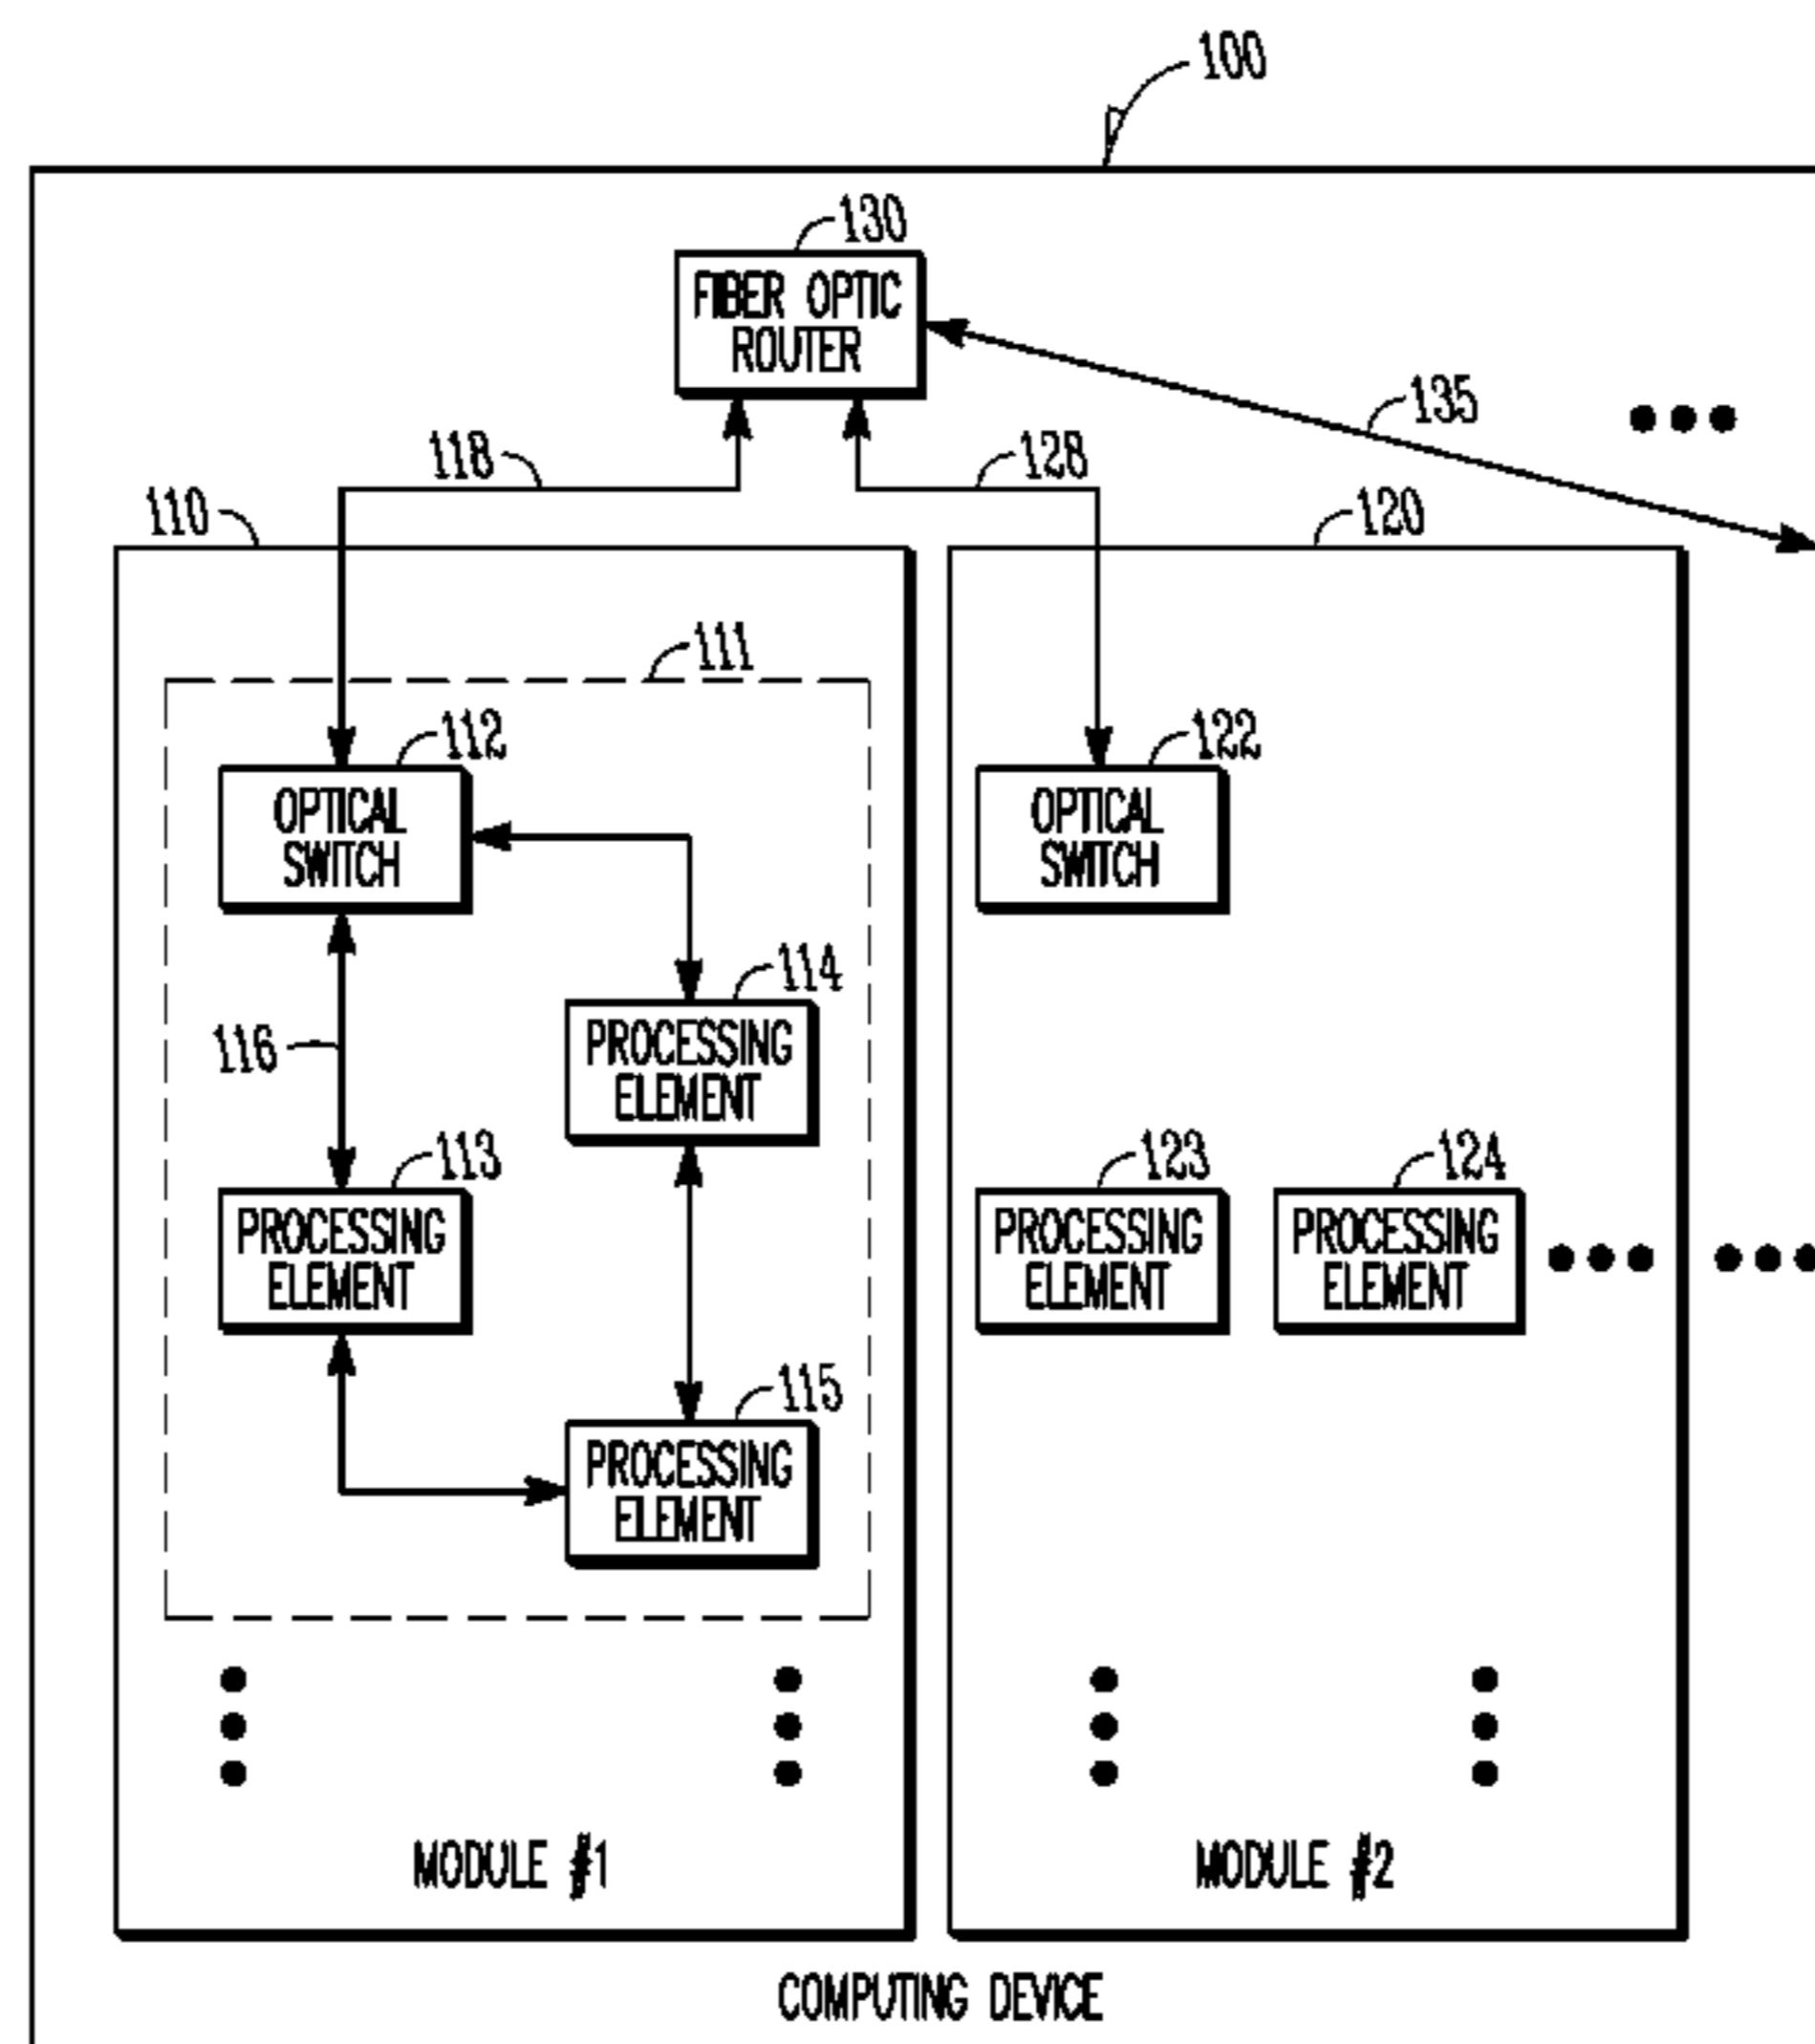 100
130
FIBER OPTIC
ROUTER
135
118
128
110
120
111
112
122
OPTICAL
SWITCH
OPTICAL
SWITCH
114
116
PROCESSING
ELEMENT
113
123
124
PROCESSING
ELEMENT
PROCESSING
ELEMENT
PROCESSING
ELEMENT
115
PROCESSING
ELEMENT
MODULE #1
MODULE #2
COMPUTING DEVICE